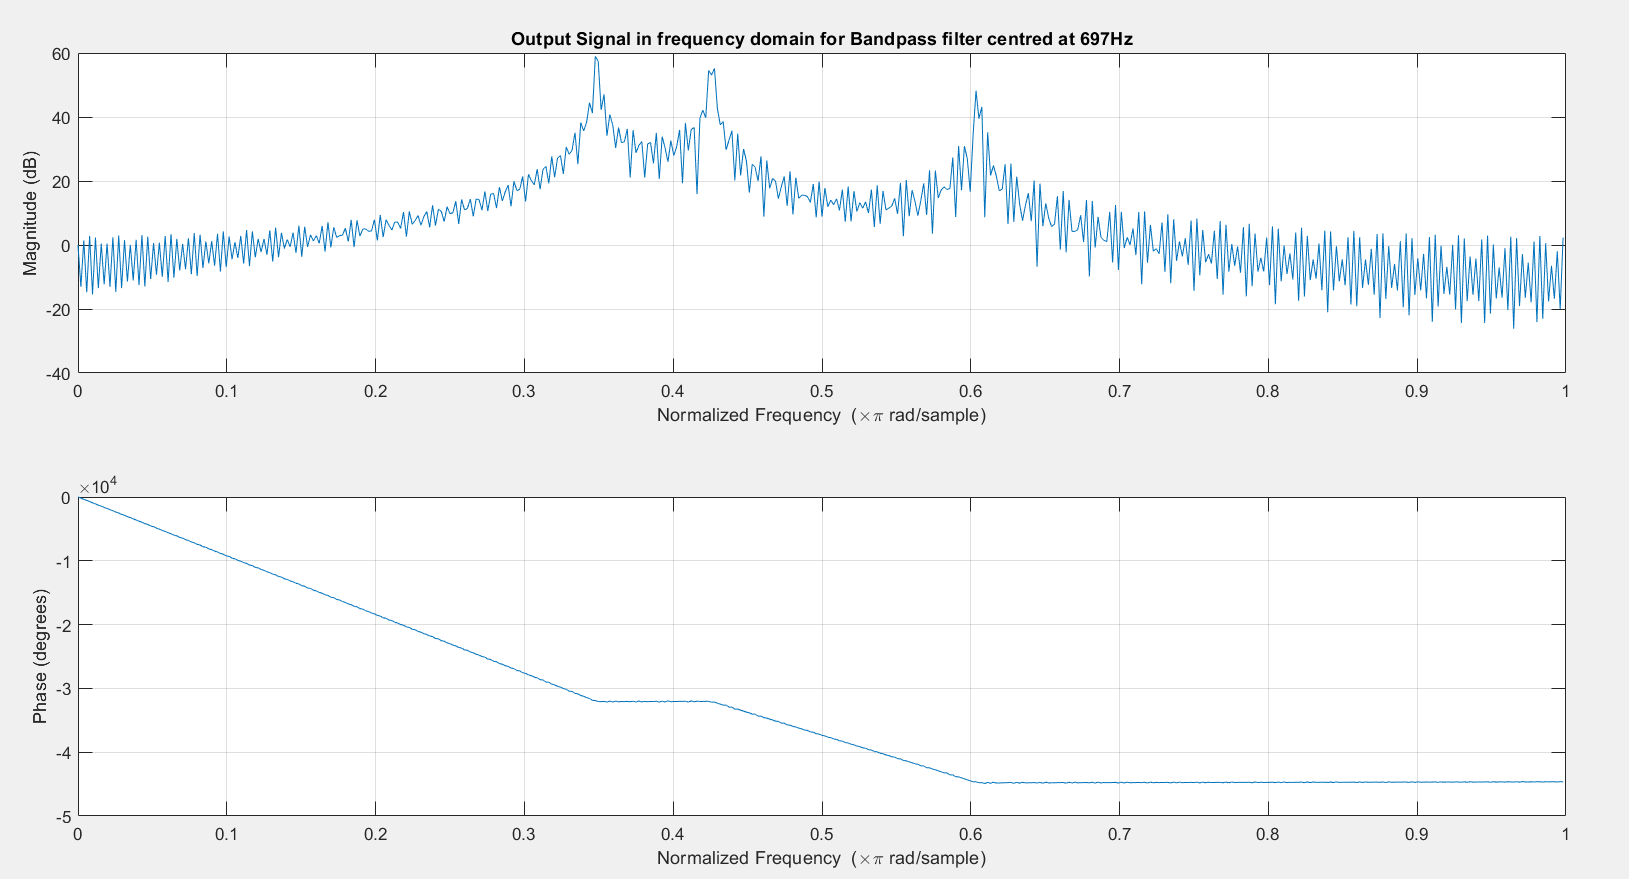 Output Signal in frequency domain for Bandpass filter centred at 697Hz
Magnitude (dB)
60
40
20
0
-20
-40
0 0.1 0.2 0.3 0.4 0.5 0.6 0.7 0.8 0.9 1
Normalized Frequency (×π rad/sample)
×10⁴
Phase (degrees)
0
-1
-2
-3
-4
-5
0 0.1 0.2 0.3 0.4 0.5 0.6 0.7 0.8 0.9 1
Normalized Frequency (×π rad/sample)